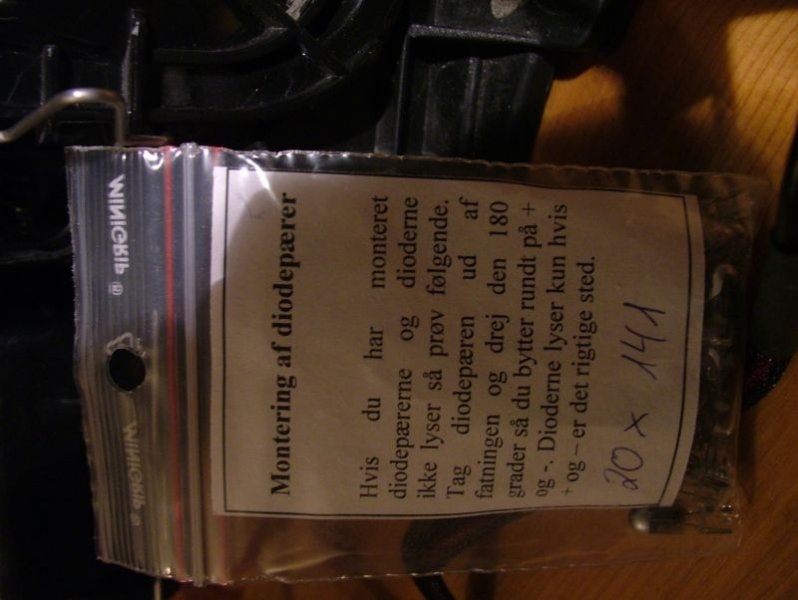 WINIGRIP ®
WINIGRIP ®
Montering af diodepærer
Hvis du har monteret
diodepærerne og dioderne
ikke lyser så prøv følgende.
Tag diodepæren ud af
fatningen og drej den 180
grader så du bytter rundt på +
og -. Dioderne lyser kun hvis
+ og – er det rigtige sted.
20 x 141